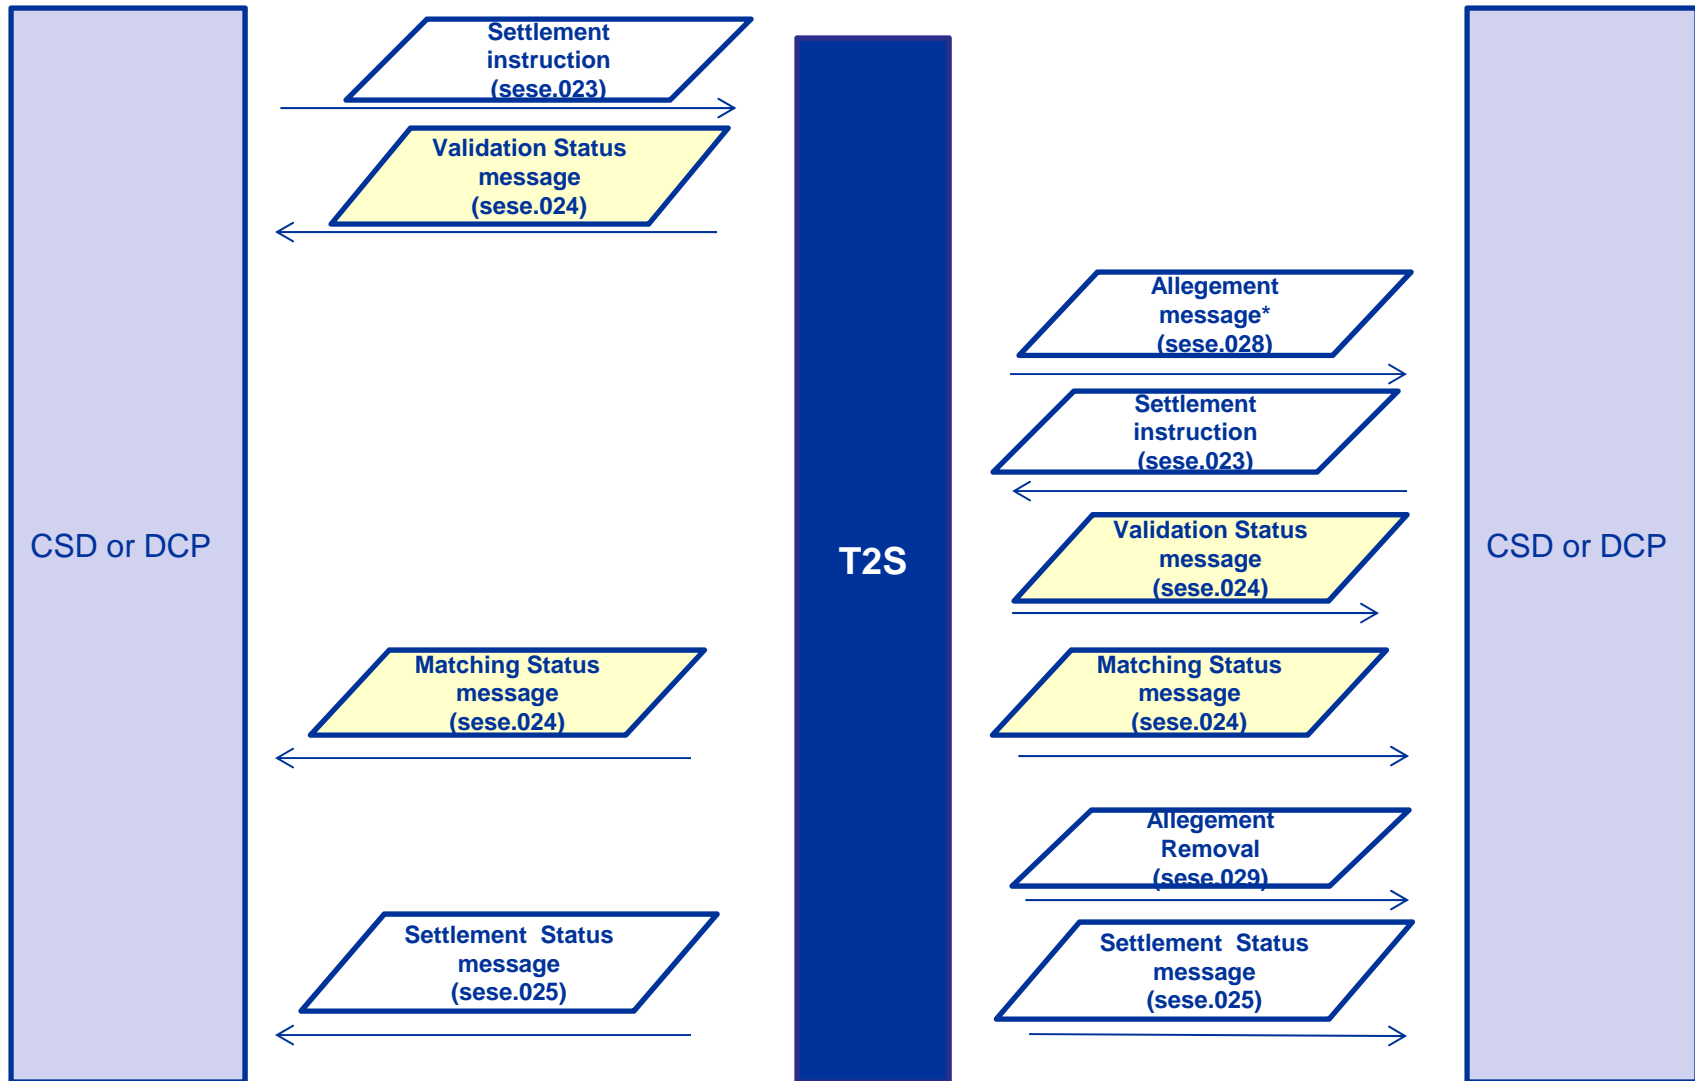 Settlement
instruction
(sese.023)
Validation Status
message
(sese.024)
Allegement
message*
(sese.028)
Settlement
instruction
(sese.023)
CSD or DCP
T2S
CSD or DCP
Validation Status
message
(sese.024)
Matching Status
message
(sese.024)
Matching Status
message
(sese.024)
Allegement
Removal
(sese.029)
Settlement Status
message
(sese.025)
Settlement Status
message
(sese.025)